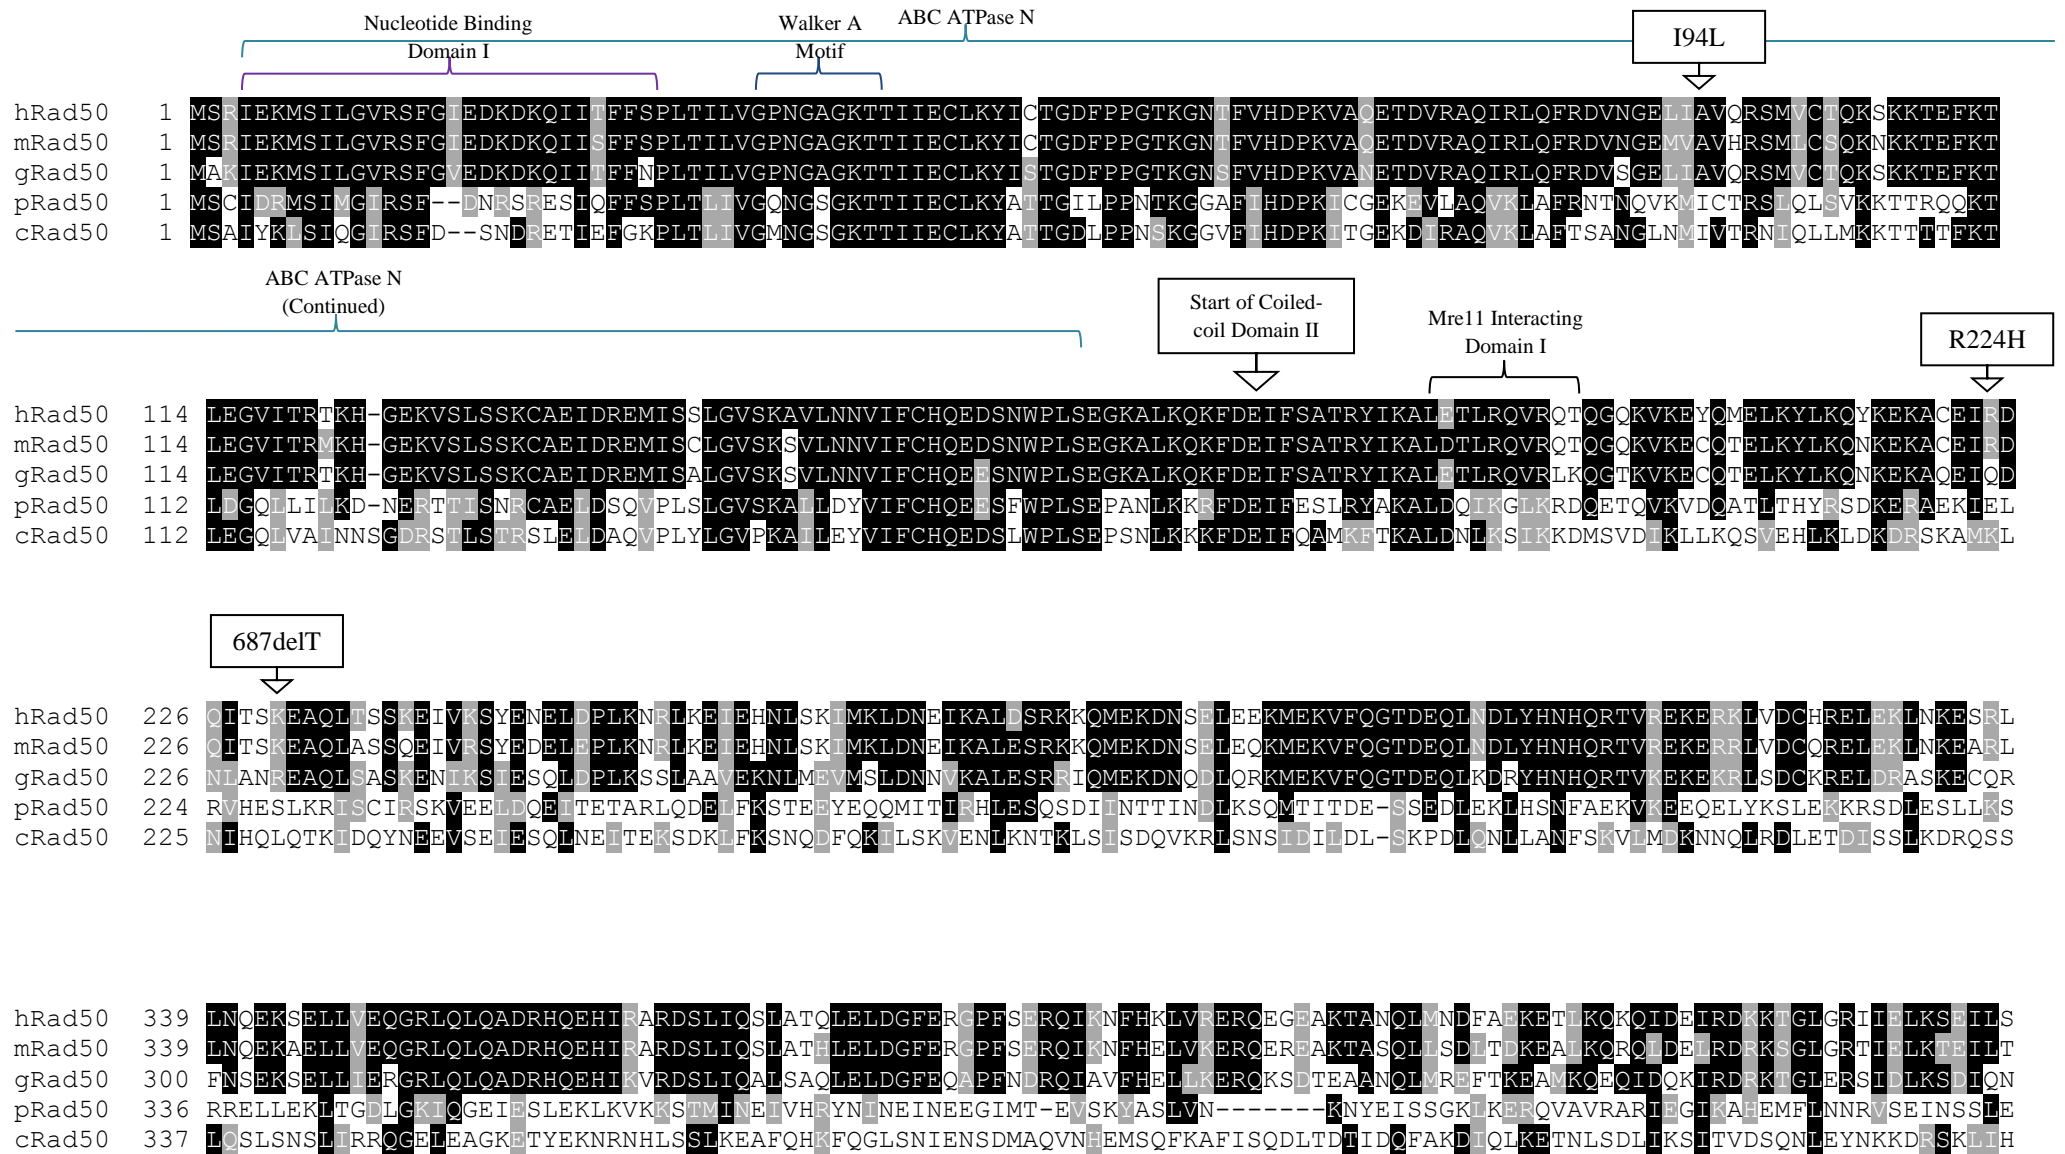 ABC ATPase N
Nucleotide Binding
Domain I
Walker A
Motif
I94L
hRad50 1 MSRIEKMSILGVRSFGIEDKDKQIITFFSPLTILVGPNGAGKTTIIECLKYICTGDFPPGTKGNTFVHDPKVAQETDVRAQIRLQFRDVNGELIAVQRSMVCTQKSKKTEFKT
mRad50 1 MSRIEKMSILGVRSFGIEDKDKQIISFFSPLTILVGPNGAGKTTIIECLKYICTGDFPPGTKGNTFVHDPKVAQETDVRAQIRLQFRDVNGEMVAVHRSMLCSQKNKKTEFKT
gRad50 1 MAKIEKMSILGVRSFGVEDKDKQIITFFNPLTILVGPNGAGKTTIIECLKYISTGDFPPGTKGNSFVHDPKVANETDVRAQIRLQFRDVSGELIAVQRSMVCTQKSKKTEFKT
pRad50 1 MSCIDRMSIMGIRSF--DNRSRESIQFFSPLTLIVGQNGSGKTTIIECLKYATTGILPPNTKGGAFIHDPKICGEKEVLAQVKLAFRNTNQVKMICTRSLQLSVKKTTRQQKT
cRad50 1 MSAIYKLSIQGIRSFD--SNDRETIEFGKPLTLIVGMNGSGKTTIIECLKYATTGDLPPNSKGGVFIHDPKITGEKDIRAQVKLAFTSANGLNMIVTRNIQLLMKKTTTTFKT
ABC ATPase N
(Continued)
Start of Coiled-
coil Domain II
Mre11 Interacting
Domain I
R224H
hRad50 114 LEGVITRTKH-GEKVSLSSKCAEIDREMISSLGVSKAVLNNVIFCHQEDSNWPLSEGKALKQKFDEIFSATRYIKALETLRQVRQTQGQKVKEYQMELKYLKQYKEKACEIRD
mRad50 114 LEGVITRMKH-GEKVSLSSKCAEIDREMISCLGVSKSVLNNVIFCHQEDSNWPLSEGKALKQKFDEIFSATRYIKALDTLRQVRQTQGQKVKECQTELKYLKQNKEKACEIRD
gRad50 114 LEGVITRTKH-GEKVSLSSKCAEIDREMISALGVSKSVLNNVIFCHQEESNWPLSEGKALKQKFDEIFSATRYIKALETLRQVRLKQGTKVKECQTELKYLKQNKEKAQEIQD
pRad50 112 LDGQLLILKD-NERTTISNRCAELDSQVPLSLGVSKALLDYVIFCHQEESFWPLSEPANLKKRFDEIFESLRYAKALDQIKGLKRDQETQVKVDQATLTHYRSDKERAEKIEL
cRad50 112 LEGQLVAINNSGDRSTLSTRSLELDAQVPLYLGVPKAILEYVIFCHQEDSLWPLSEPSNLKKKFDEIFQAMKFTKALDNLKSIKKDMSVDIKLLKQSVEHLKLDKDRSKAMKL
687delT
hRad50 226 QITSKEAQLTSSKEIVKSYENELDPLKNRLKEIEHNLSKIMKLDNEIKALDSRKKQMEKDNSELEEKMEKVFQGTDEQLNDLYHNHQRTVREKERKLVDCHRELEKLNKESRL
mRad50 226 QITSKEAQLASSQEIVRSYEDELEPLKNRLKEIEHNLSKIMKLDNEIKALESRKKQMEKDNSELEQKMEKVFQGTDEQLNDLYHNHQRTVREKERRLVDCQRELEKLNKEARL
gRad50 226 NLANREAQLSASKENIKSIESQLDPLKSSLAAVEKNLMEVMSLDNNVKALESRRIQMEKDNQDLQRKMEKVFQGTDEQLKDRYHNHQRTVKEKEKRLSDCKRELDRASKECQR
pRad50 224 RVHESLKRISCIRSKVEELDQEITETARLQDELFKSTEEYEQQMITIRHLESQSDIINTTINDLKSQMTITDE-SSEDLEKLHSNFAEKVKEEQELYKSLEKKRSDLESLLKS
cRad50 225 NIHQLQTKIDQYNEEVSEIESQLNEITEKSDKLFKSNQDFQKILSKVENLKNTKLSISDQVKRLSNSIDILDL-SKPDLQNLLANFSKVLMDKNNQLRDLETDISSLKDRQSS
hRad50 339 LNQEKSELLVEQGRLQLQADRHQEHIRARDSLIQSLATQLELDGFERGPFSERQIKNFHKLVRERQEGEAKTANQLMNDFAEKETLKQKQIDEIRDKKTGLGRIIELKSEILS
mRad50 339 LNQEKAELLVEQGRLQLQADRHQEHIRARDSLIQSLATHLELDGFERGPFSERQIKNFHELVKERQEREAKTASQLLSDLTDKEALKQRQLDELRDRKSGLGRTIELKTEILT
gRad50 300 FNSEKSELLIERGRLQLQADRHQEHIKVRDSLIQALSAQLELDGFEQAPFNDRQIAVFHELLKERQKSDTEAANQLMREFTKEAMKQEQIDQKIRDRKTGLERSIDLKSDIQN
pRad50 336 RRELLEKLTGDLGKIQGEIESLEKLKVKKSTMINEIVHRYNINEINEEGIMT-EVSKYASLVN-------KNYEISSGKLKERQVAVRARIEGIKAHEMFLNNRVSEINSSLE
cRad50 337 LQSLSNSLIRRQGELEAGKETYEKNRNHLSSLKEAFQHKFQGLSNIENSDMAQVNHEMSQFKAFISQDLTDTIDQFAKDIQLKETNLSDLIKSITVDSQNLEYNKKDRSKLIH